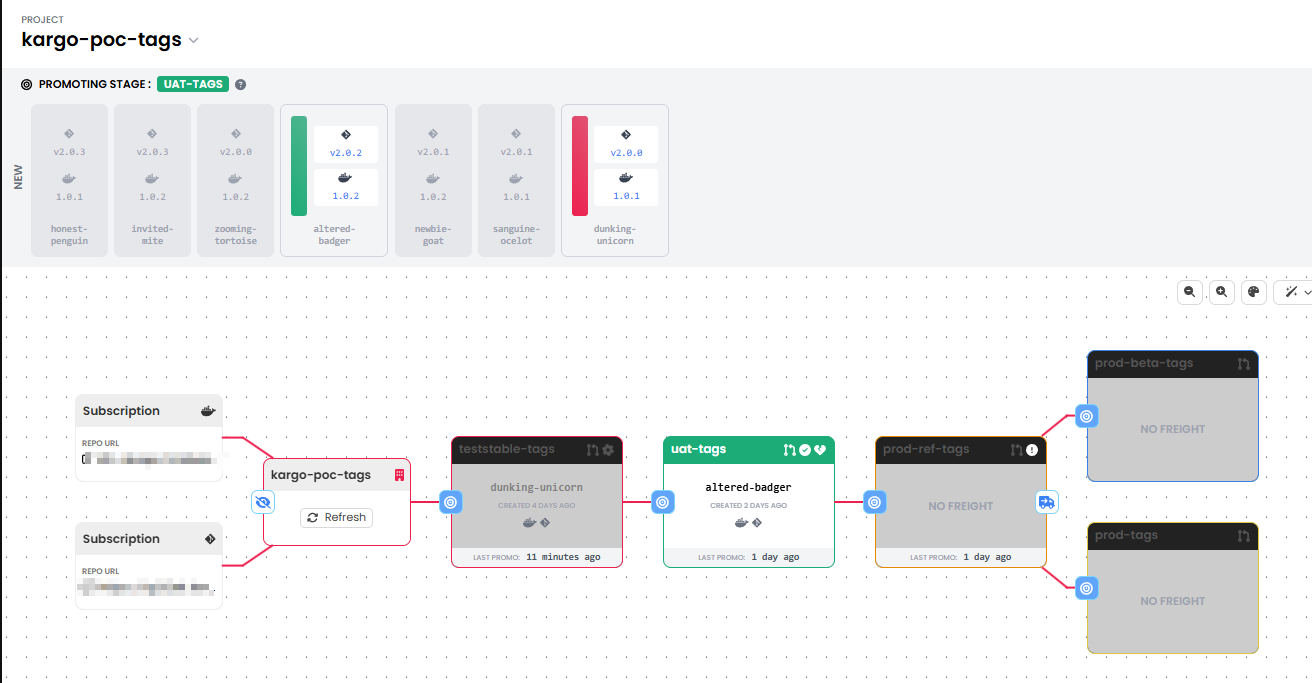 PROJECT
kargo-poc-tags
PROMOTING STAGE : UAT-TAGS ?
NEW
v2.0.3
1.0.1
honest-
penguin
v2.0.3
1.0.2
invited-
mite
v2.0.0
1.0.2
zooming-
tortoise
v2.0.2
1.0.2
altered-
badger
v2.0.1
1.0.2
newbie-
goat
v2.0.1
1.0.1
sanguine-
ocelot
v2.0.0
1.0.1
dunking-
unicorn
Subscription
REPO URL
Subscription
REPO URL
kargo-poc-tags
Refresh
teststable-tags
dunking-unicorn
CREATED 4 DAYS AGO
LAST PROMO: 11 minutes ago
uat-tags
altered-badger
CREATED 2 DAYS AGO
LAST PROMO: 1 day ago
prod-ref-tags
NO FREIGHT
LAST PROMO: 1 day ago
prod-beta-tags
NO FREIGHT
prod-tags
NO FREIGHT